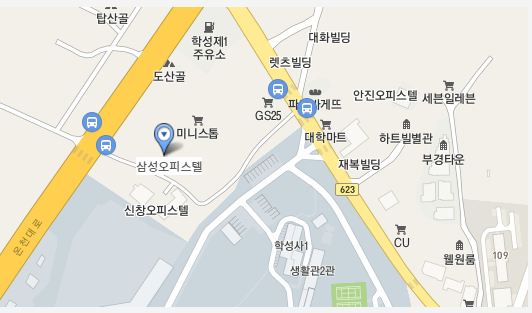 탑산골
학성제1
주유소
대화빌딩
렛츠빌딩
도산골
GS25
안진오피스텔
세븐일레븐
미니스톱
대학마트
하트빌별관
삼성오피스텔
재복빌딩
부경타운
623
신창오피스텔
온천대로
학성사1
CU
생활관2관
웰원룸
109